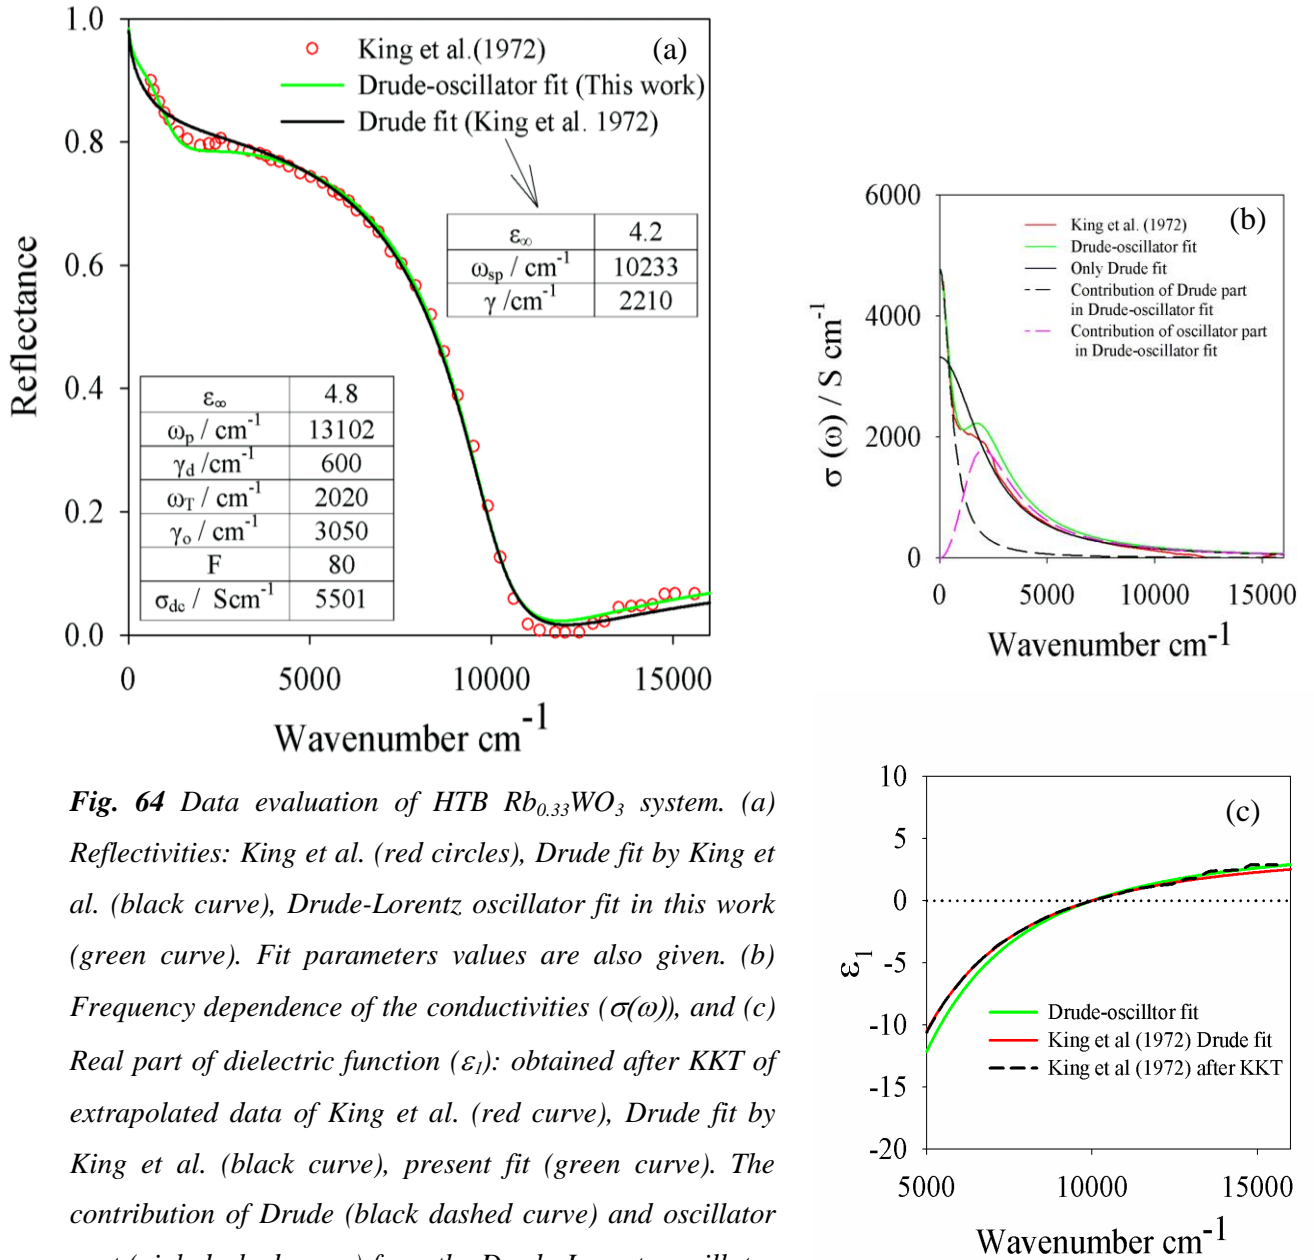 1.0
0.8
0.6
0.4
0.2
0.0
Reflectance
(a)
King et al.(1972)
Drude-oscillator fit (This work)
Drude fit (King et al. 1972)
ε∞ 4.2
ωsp / cm-1 10233
γ /cm-1 2210
ε∞ 4.8
ωp / cm-1 13102
γd /cm-1 600
ωT / cm-1 2020
γo / cm-1 3050
F 80
σdc / Scm-1 5501
0 5000 10000 15000
Wavenumber cm-1
6000
4000
2000
0
σ (ω) / S cm-1
(b)
King et al. (1972)
Drude-oscillator fit
Only Drude fit
Contribution of Drude part
in Drude-oscillator fit
Contribution of oscillator part
in Drude-oscillator fit
0 5000 10000 15000
Wavenumber cm-1
10
5
0
-5
-10
-15
-20
ε1
(c)
Drude-oscilltor fit
King et al (1972) Drude fit
King et al (1972) after KKT
5000 10000 15000
Wavenumber cm-1
Fig. 64 Data evaluation of HTB Rb0.33WO3 system. (a)
Reflectivities: King et al. (red circles), Drude fit by King et
al. (black curve), Drude-Lorentz oscillator fit in this work
(green curve). Fit parameters values are also given. (b)
Frequency dependence of the conductivities (σ(ω)), and (c)
Real part of dielectric function (ε1): obtained after KKT of
extrapolated data of King et al. (red curve), Drude fit by
King et al. (black curve), present fit (green curve). The
contribution of Drude (black dashed curve) and oscillator